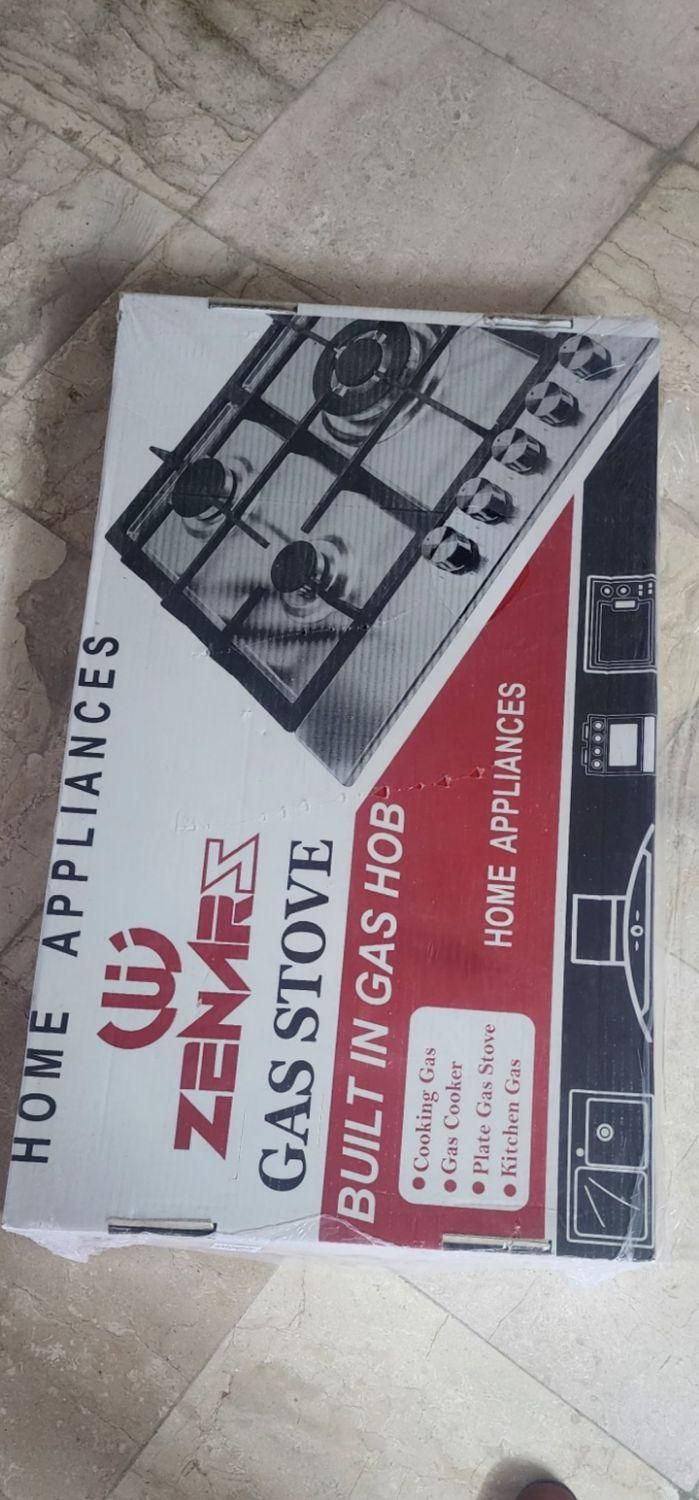 HOME APPLIANCES
ZENARS
GAS STOVE
BUILT IN GAS HOB
Cooking Gas
Gas Cooker
Plate Gas Stove
Kitchen Gas
HOME APPLIANCES